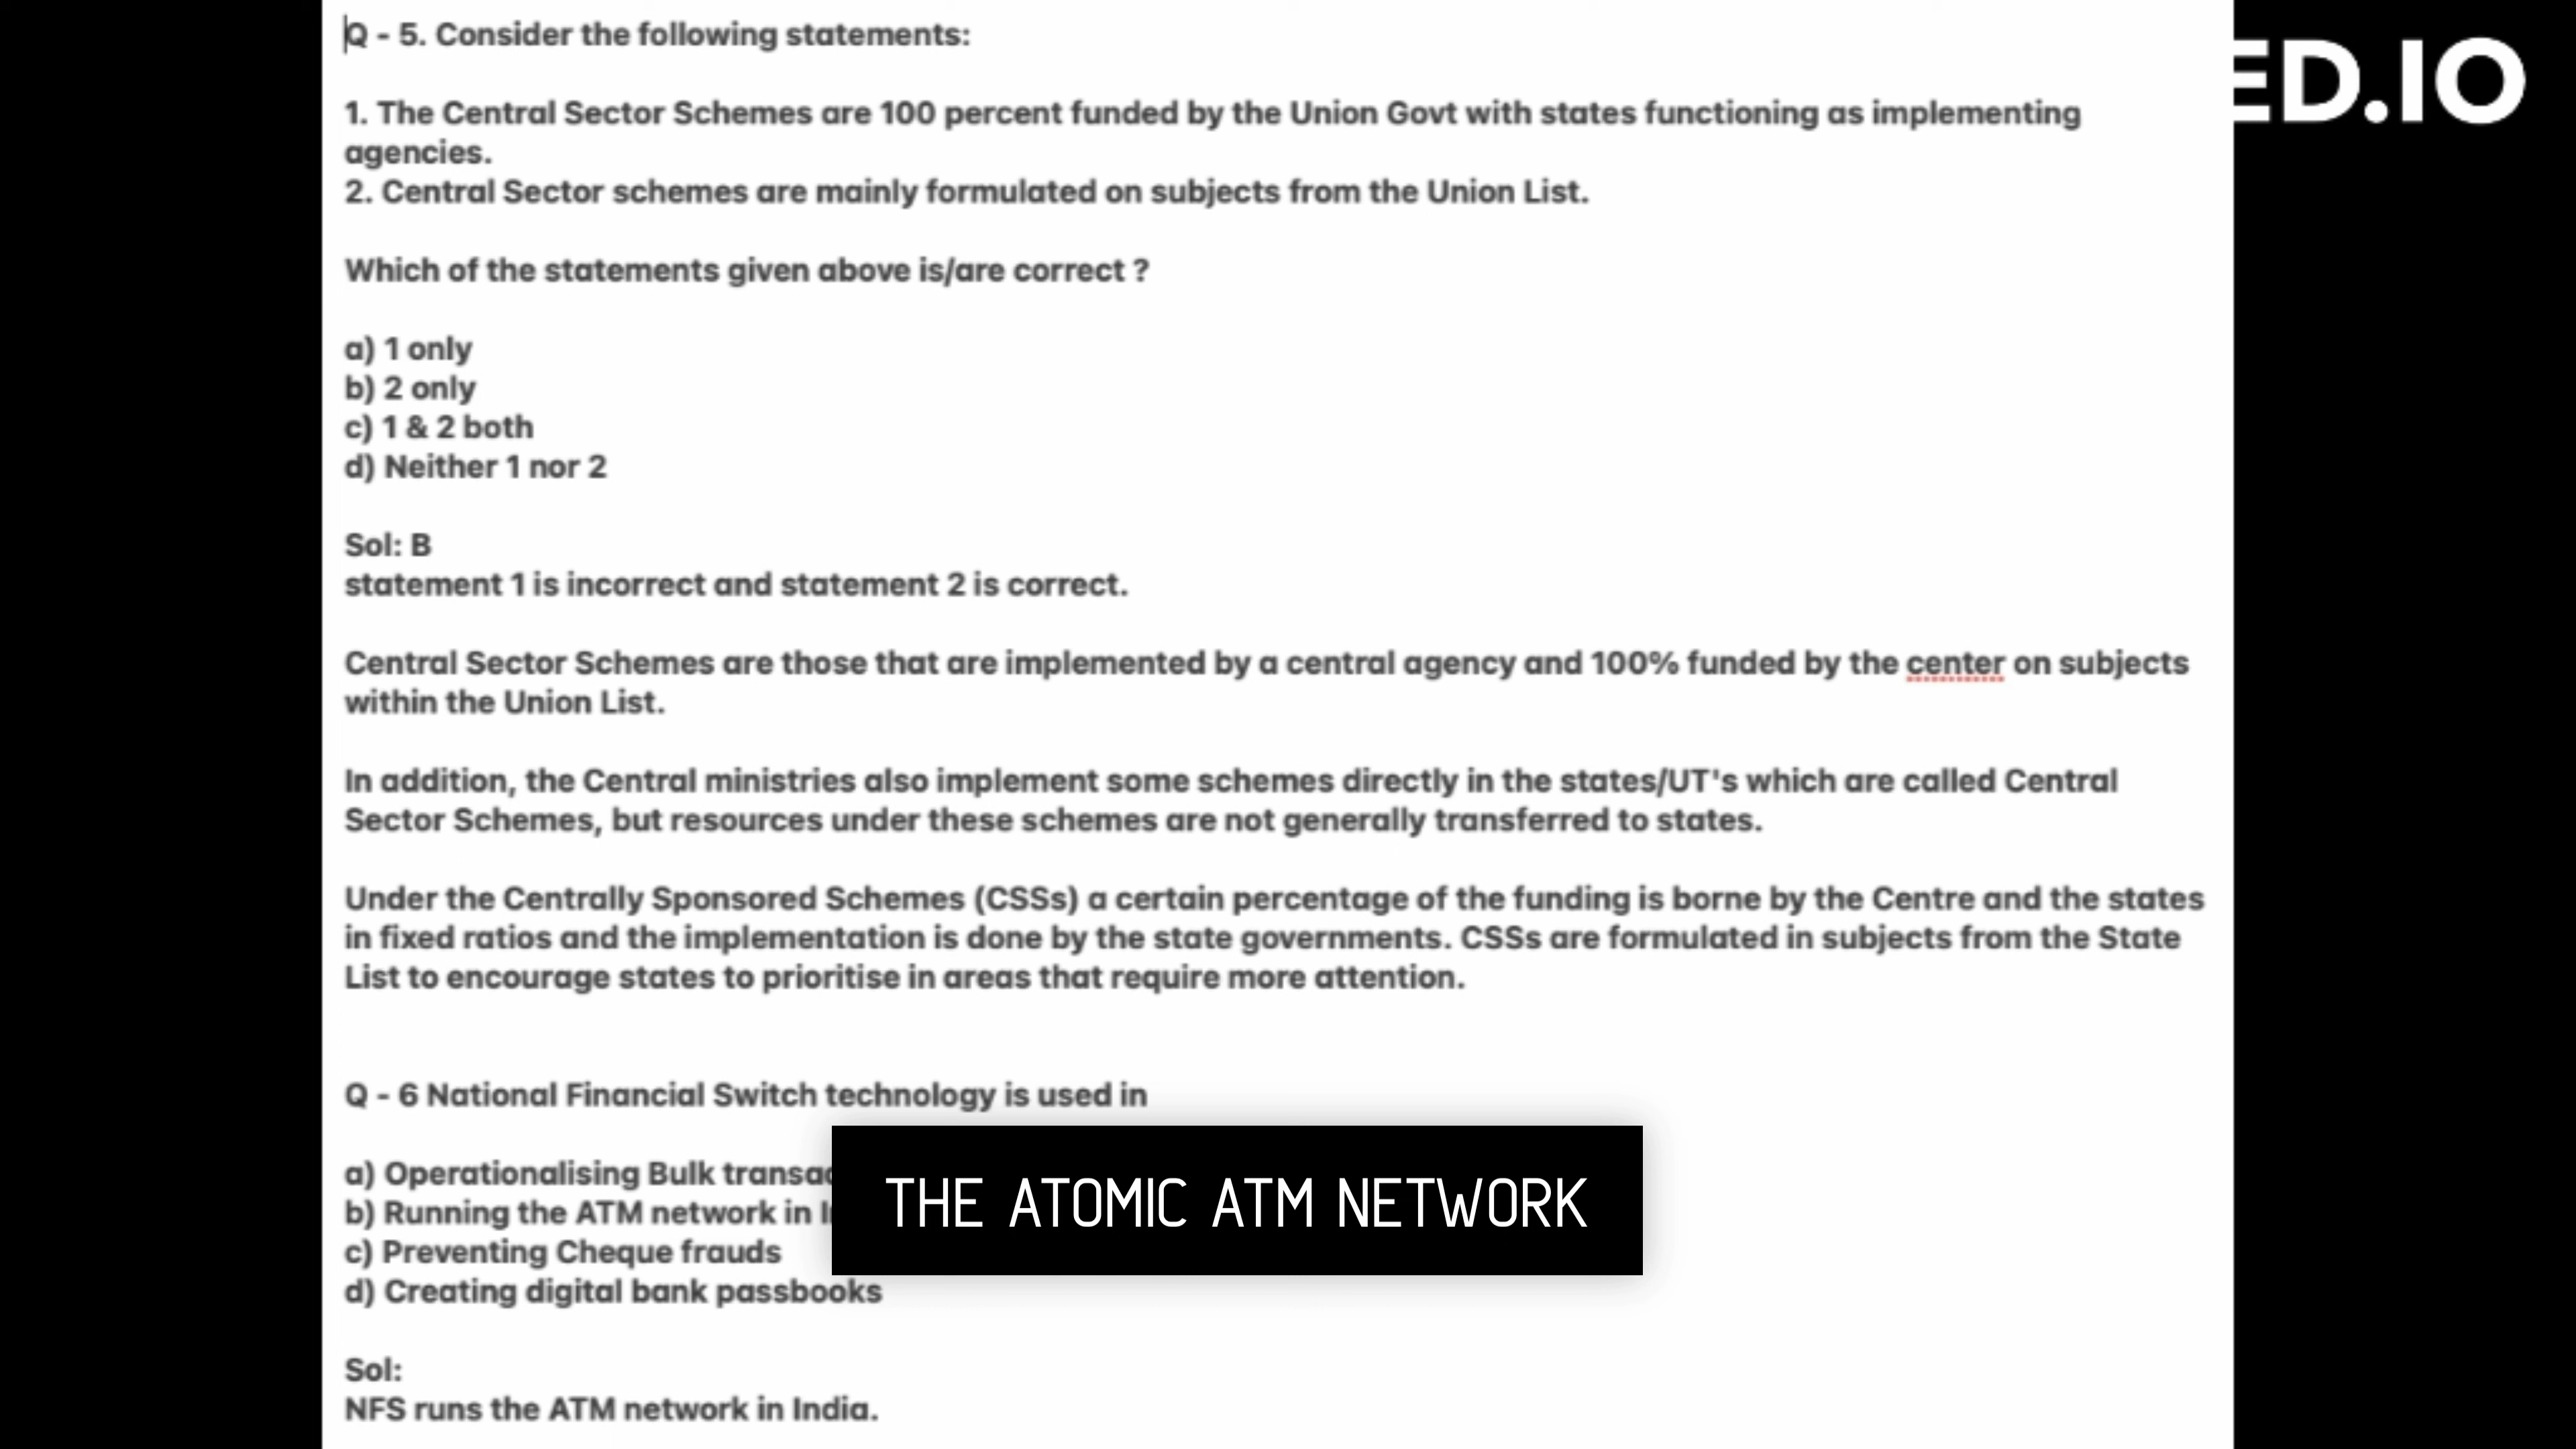 Q - 5. Consider the following statements:
1. The Central Sector Schemes are 100 percent funded by the Union Govt with states functioning as implementing
agencies.
2. Central Sector schemes are mainly formulated on subjects from the Union List.
Which of the statements given above is/are correct ?
a) 1 only
b) 2 only
c) 1 & 2 both
d) Neither 1 nor 2
Sol: B
statement 1 is incorrect and statement 2 is correct.
Central Sector Schemes are those that are implemented by a central agency and 100% funded by the center on subjects
within the Union List.
In addition, the Central ministries also implement some schemes directly in the states/UT's which are called Central
Sector Schemes, but resources under these schemes are not generally transferred to states.
Under the Centrally Sponsored Schemes (CSSs) a certain percentage of the funding is borne by the Centre and the states
in fixed ratios and the implementation is done by the state governments. CSSs are formulated in subjects from the State
List to encourage states to prioritise in areas that require more attention.
Q - 6 National Financial Switch technology is used in
a) Operationalising Bulk
b) Running the ATM network in
c) Preventing Cheque frauds
d) Creating digital bank passbooks
Sol:
NFS runs the ATM network in India.
THE ATOMIC ATM NETWORK
ED.IO